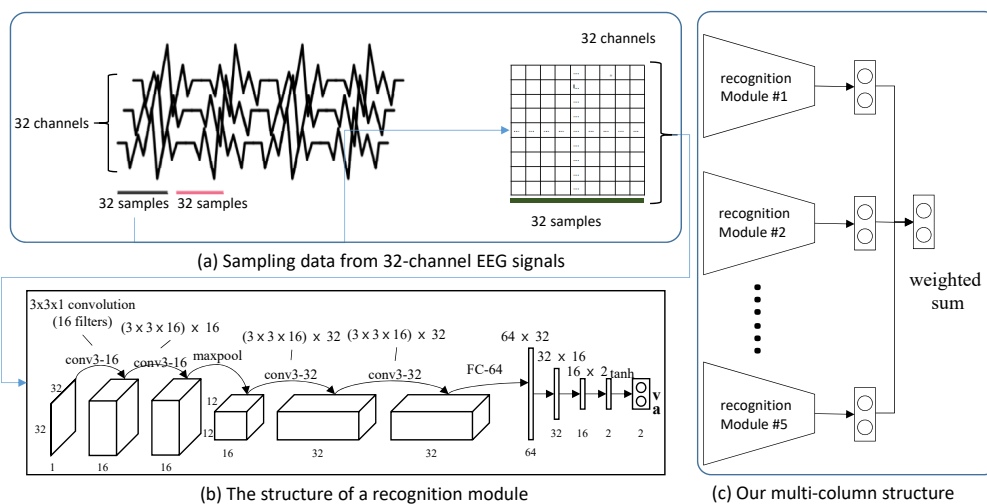 32 channels
32 channels
32 samples
32 samples
32 samples
(a) Sampling data from 32-channel EEG signals
3x3x1 convolution
(16 filters)
(3 x 3 x 16) x 16
(3 x 3 x 16) x 32
(3 x 3 x 16) x 32
64 x 32
32 x 16
16 x 2
tanh
conv3-16
conv3-16
maxpool
conv3-32
conv3-32
FC-64
v
a
32
32
1
16
16
12
12
16
32
32
64
32
16
2
2
(b) The structure of a recognition module
recognition
Module #1
recognition
Module #2
recognition
Module #5
weighted
sum
(c) Our multi-column structure